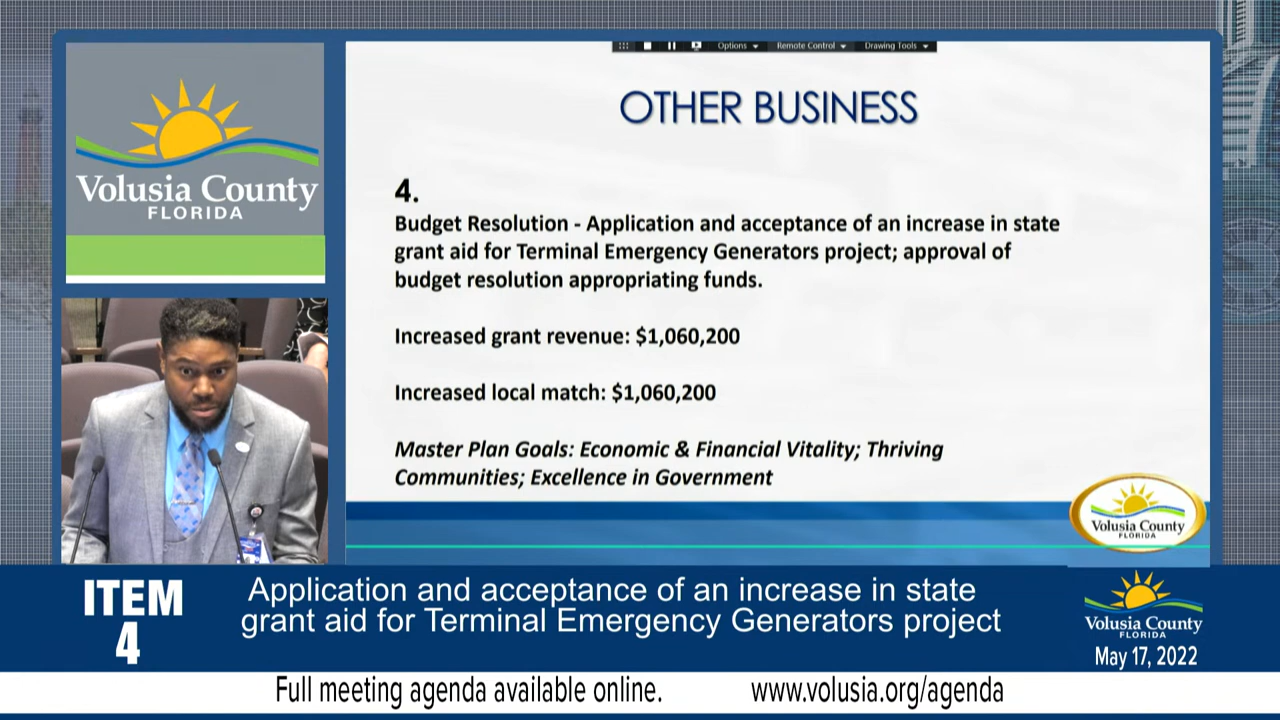 Options
Remote Control
Drawing Tools
Volusia County
FLORIDA
OTHER BUSINESS
4.
Budget Resolution - Application and acceptance of an increase in state
grant aid for Terminal Emergency Generators project; approval of
budget resolution appropriating funds.
Increased grant revenue: $1,060,200
Increased local match: $1,060,200
Master Plan Goals: Economic & Financial Vitality; Thriving
Communities; Excellence in Government
Volusia County
FLORIDA
ITEM
4
Application and acceptance of an increase in state
grant aid for Terminal Emergency Generators project
Volusia County
FLORIDA
May 17, 2022
Full meeting agenda available online.
www.volusia.org/agenda